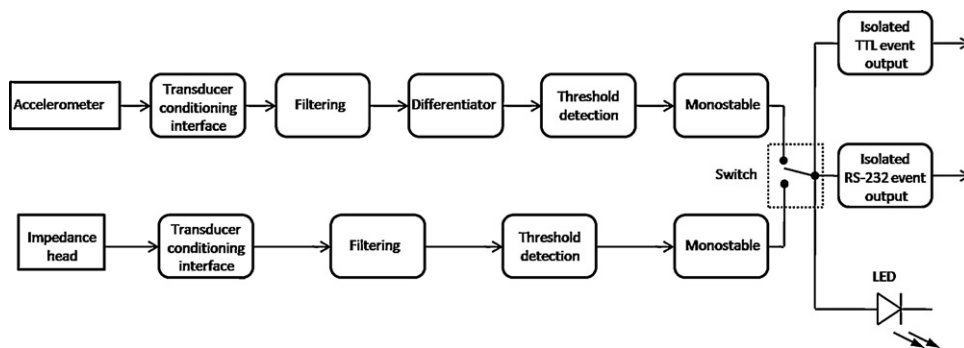 Isolated
TTL event
output
Accelerometer
Transducer
conditioning
interface
Filtering
Differentiator
Threshold
detection
Monostable
Switch
Isolated
RS-232 event
output
Impedance
head
Transducer
conditioning
interface
Filtering
Threshold
detection
Monostable
LED